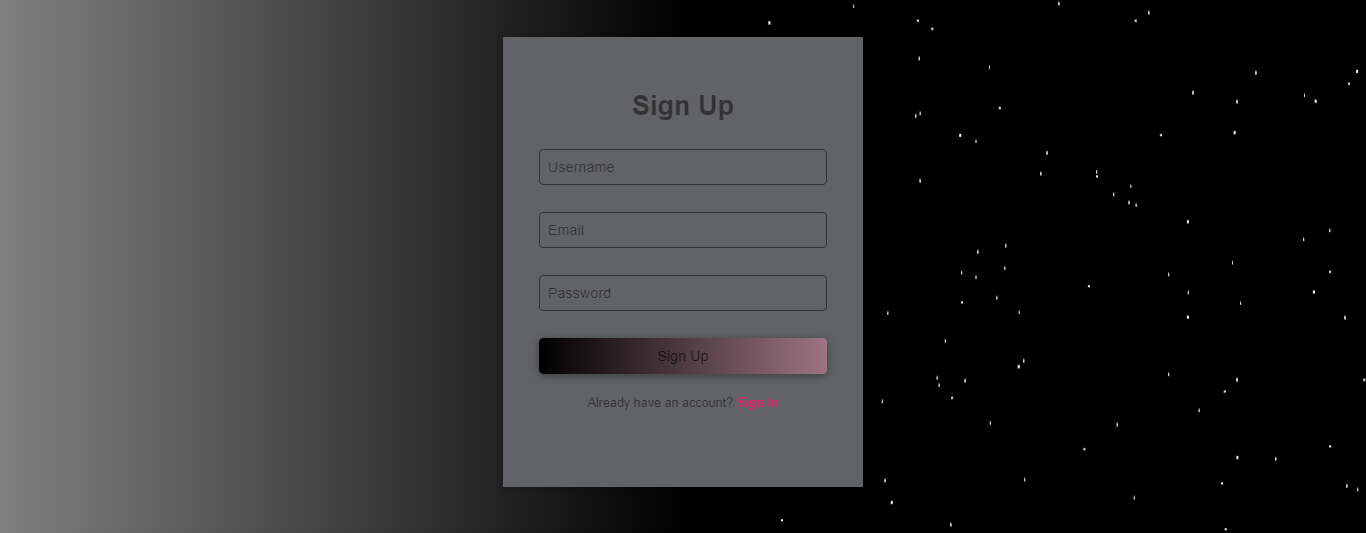 Sign Up
Username
Email
Password
Sign Up
Already have an account? Sign in